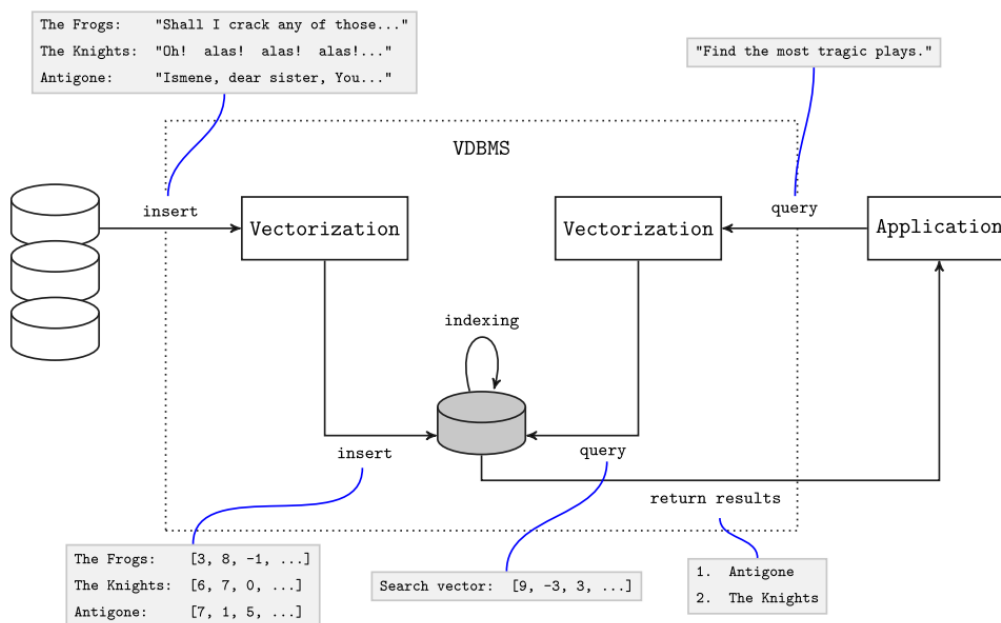 The Frogs: "Shall I crack any of those..."
The Knights: "Oh! alas! alas! alas!..."
Antigone: "Ismene, dear sister, You..."
"Find the most tragic plays."
VDBMS
insert
query
Vectorization
Vectorization
Application
indexing
insert
query
return results
The Frogs: [3, 8, -1, ...]
The Knights: [6, 7, 0, ...]
Antigone: [7, 1, 5, ...]
Search vector: [9, -3, 3, ...]
1. Antigone
2. The Knights